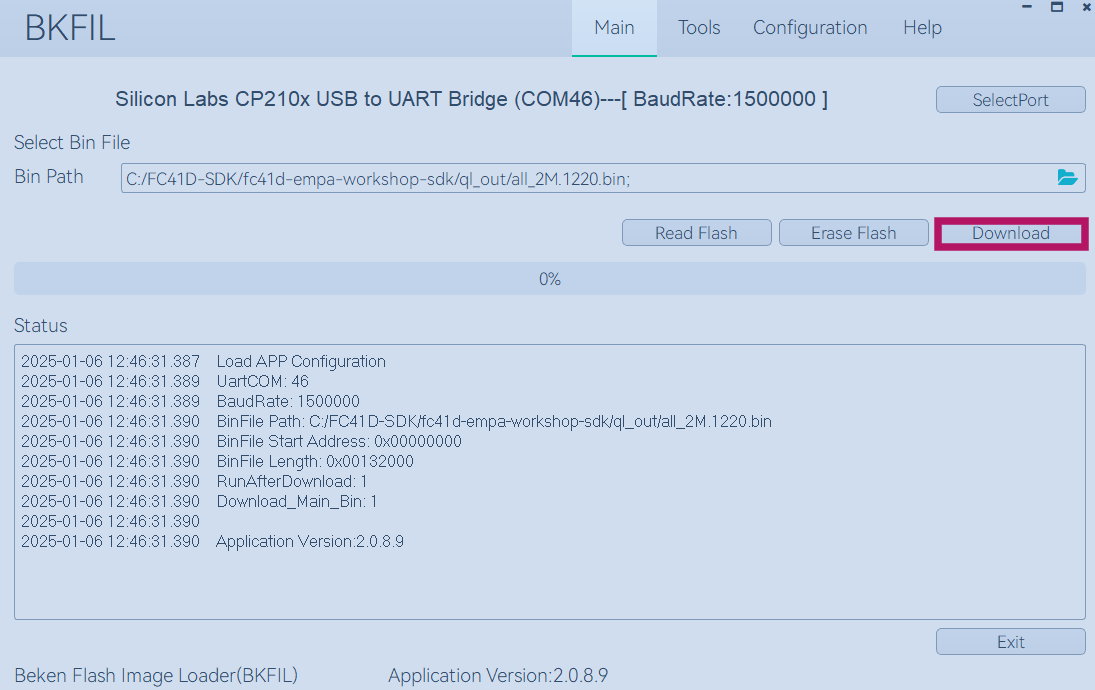 BKFIL
Main Tools Configuration Help
Silicon Labs CP210x USB to UART Bridge (COM46)---[ BaudRate:1500000 ]
SelectPort
Select Bin File
Bin Path
C:/FC41D-SDK/fc41d-empa-workshop-sdk/ql_out/all_2M.1220.bin;
Read Flash Erase Flash Download
0%
Status
2025-01-06 12:46:31.387 Load APP Configuration
2025-01-06 12:46:31.389 UartCOM: 46
2025-01-06 12:46:31.389 BaudRate: 1500000
2025-01-06 12:46:31.390 BinFile Path: C:/FC41D-SDK/fc41d-empa-workshop-sdk/ql_out/all_2M.1220.bin
2025-01-06 12:46:31.390 BinFile Start Address: 0x00000000
2025-01-06 12:46:31.390 BinFile Length: 0x00132000
2025-01-06 12:46:31.390 RunAfterDownload: 1
2025-01-06 12:46:31.390 Download_Main_Bin: 1
2025-01-06 12:46:31.390
2025-01-06 12:46:31.390 Application Version:2.0.8.9
Exit
Beken Flash Image Loader(BKFIL) Application Version:2.0.8.9